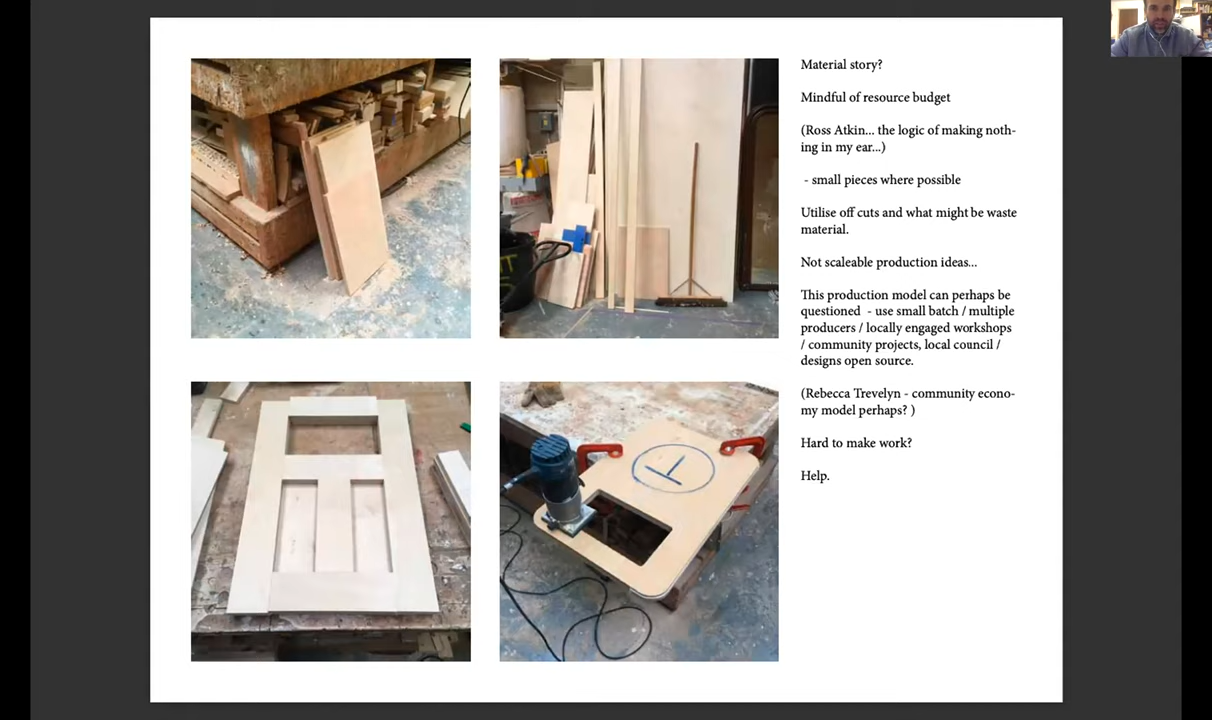 Material story?
Mindful of resource budget
(Ross Atkin... the logic of making noth-
ing in my ear...)
- small pieces where possible
Utilise off cuts and what might be waste
material.
Not scaleable production ideas...
This production model can perhaps be
questioned - use small batch / multiple
producers / locally engaged workshops
/ community projects, local council /
designs open source.
(Rebecca Trevelyn - community econo-
my model perhaps? )
Hard to make work?
Help.